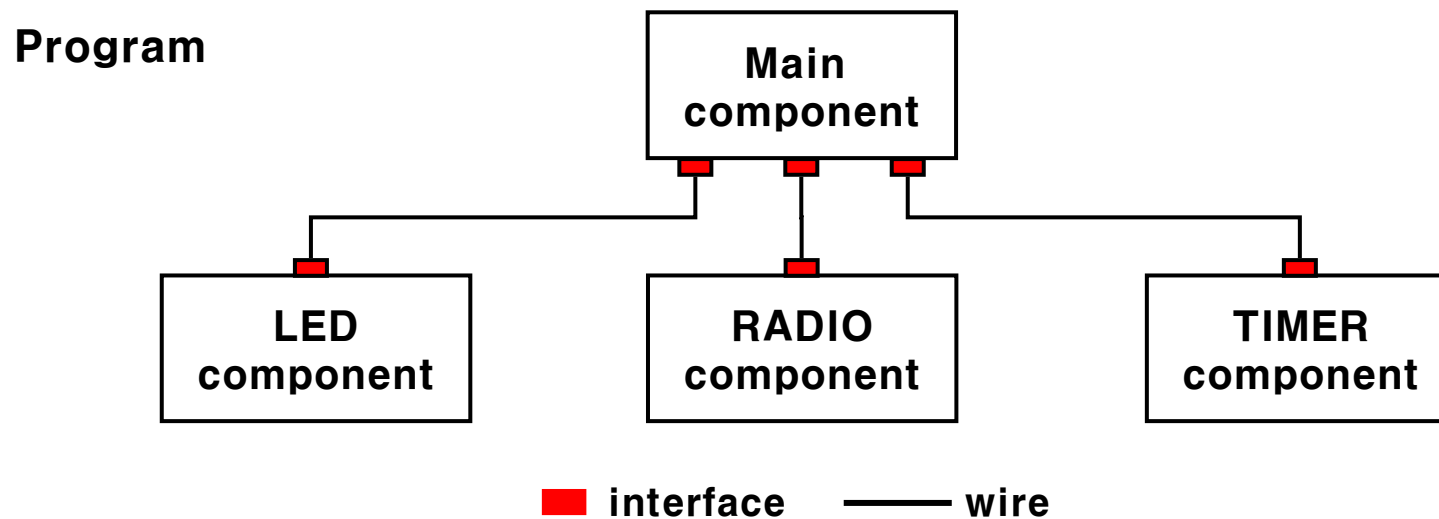 Program
Main
component
LED
component
RADIO
component
TIMER
component
interface
wire